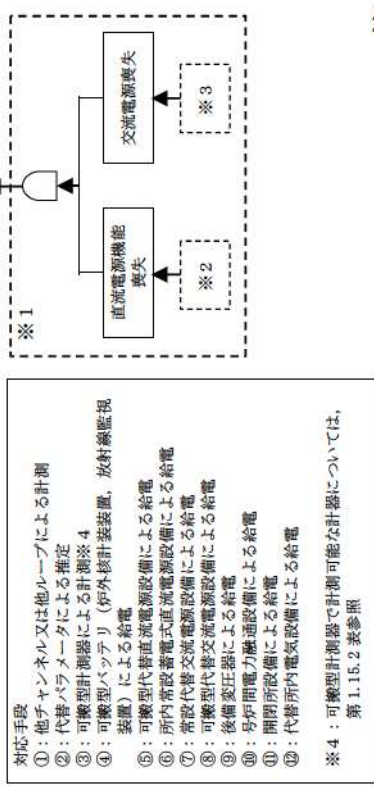 対応手段
①：他チャンネル又は他ループによる計測
②：代替パラメータによる推定
③：可搬型計測器による計測※４
④：可搬型バッテリ（炉外核計装装置，放射線監視
装置）による給電
⑤：可搬型代替直流電源設備による給電
⑥：所内常設蓄電式直流電源設備による給電
⑦：常設代替交流電源設備による給電
⑧：可搬型代替交流電源設備による給電
⑨：後備変圧器による給電
⑩：号炉間電力融通設備による給電
⑪：開閉所設備による給電
⑫：代替所内電気設備による給電
※４：可搬型計測器で計測可能な計器については，
第 1.15.2 表参照
※１
直流電源機能
喪失
交流電源喪失
※２
※３